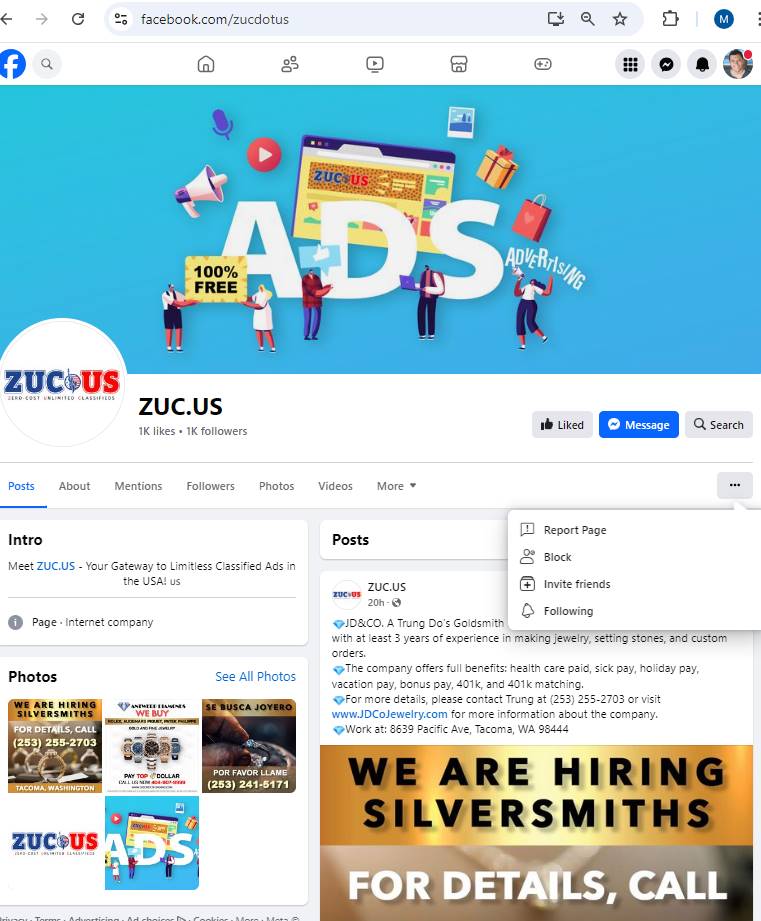 facebook.com/zucdotus
M
ZUC.US
ADS
ADVERTISING
100%
FREE
ZUC US
ZERO-COST UNLIMITED CLASSIFIEDS
ZUC.US
1K likes • 1K followers
Liked
Message
Search
Posts
About
Mentions
Followers
Photos
Videos
More
Report Page
Block
Invite friends
Following
Intro
Meet ZUC.US - Your Gateway to Limitless Classified Ads in
the USA! us
Page · Internet company
Photos
See All Photos
WE ARE HIRING
SILVERSMITHS
FOR DETAILS, CALL
(253) 255-2703
TACOMA, WASHINGTON
ANTWERP DIAMONDS
WE BUY
ROLEX, AUDEMARS PIGUET, PATEK PHILIPPE
GOLD AND FINE JEWELRY
PAY TOP DOLLAR
SE BUSCA JOYERO
POR FAVOR LLAME
(253) 241-5171
ZUC US
ZERO-COST UNLIMITED CLASSIFIEDS
ADS
Privacy · Terms · Advertising · Ad choices · Cookies · More · Meta ©
Posts
ZUC.US
20h ·
JD&CO. A Trung Do's Goldsmith
with at least 3 years of experience in making jewelry, setting stones, and custom
orders.
The company offers full benefits: health care paid, sick pay, holiday pay,
vacation pay, bonus pay, 401k, and 401k matching.
For more details, please contact Trung at (253) 255-2703 or visit
www.JDCoJewelry.com for more information about the company.
Work at: 8639 Pacific Ave, Tacoma, WA 98444
WE ARE HIRING
SILVERSMITHS
FOR DETAILS, CALL